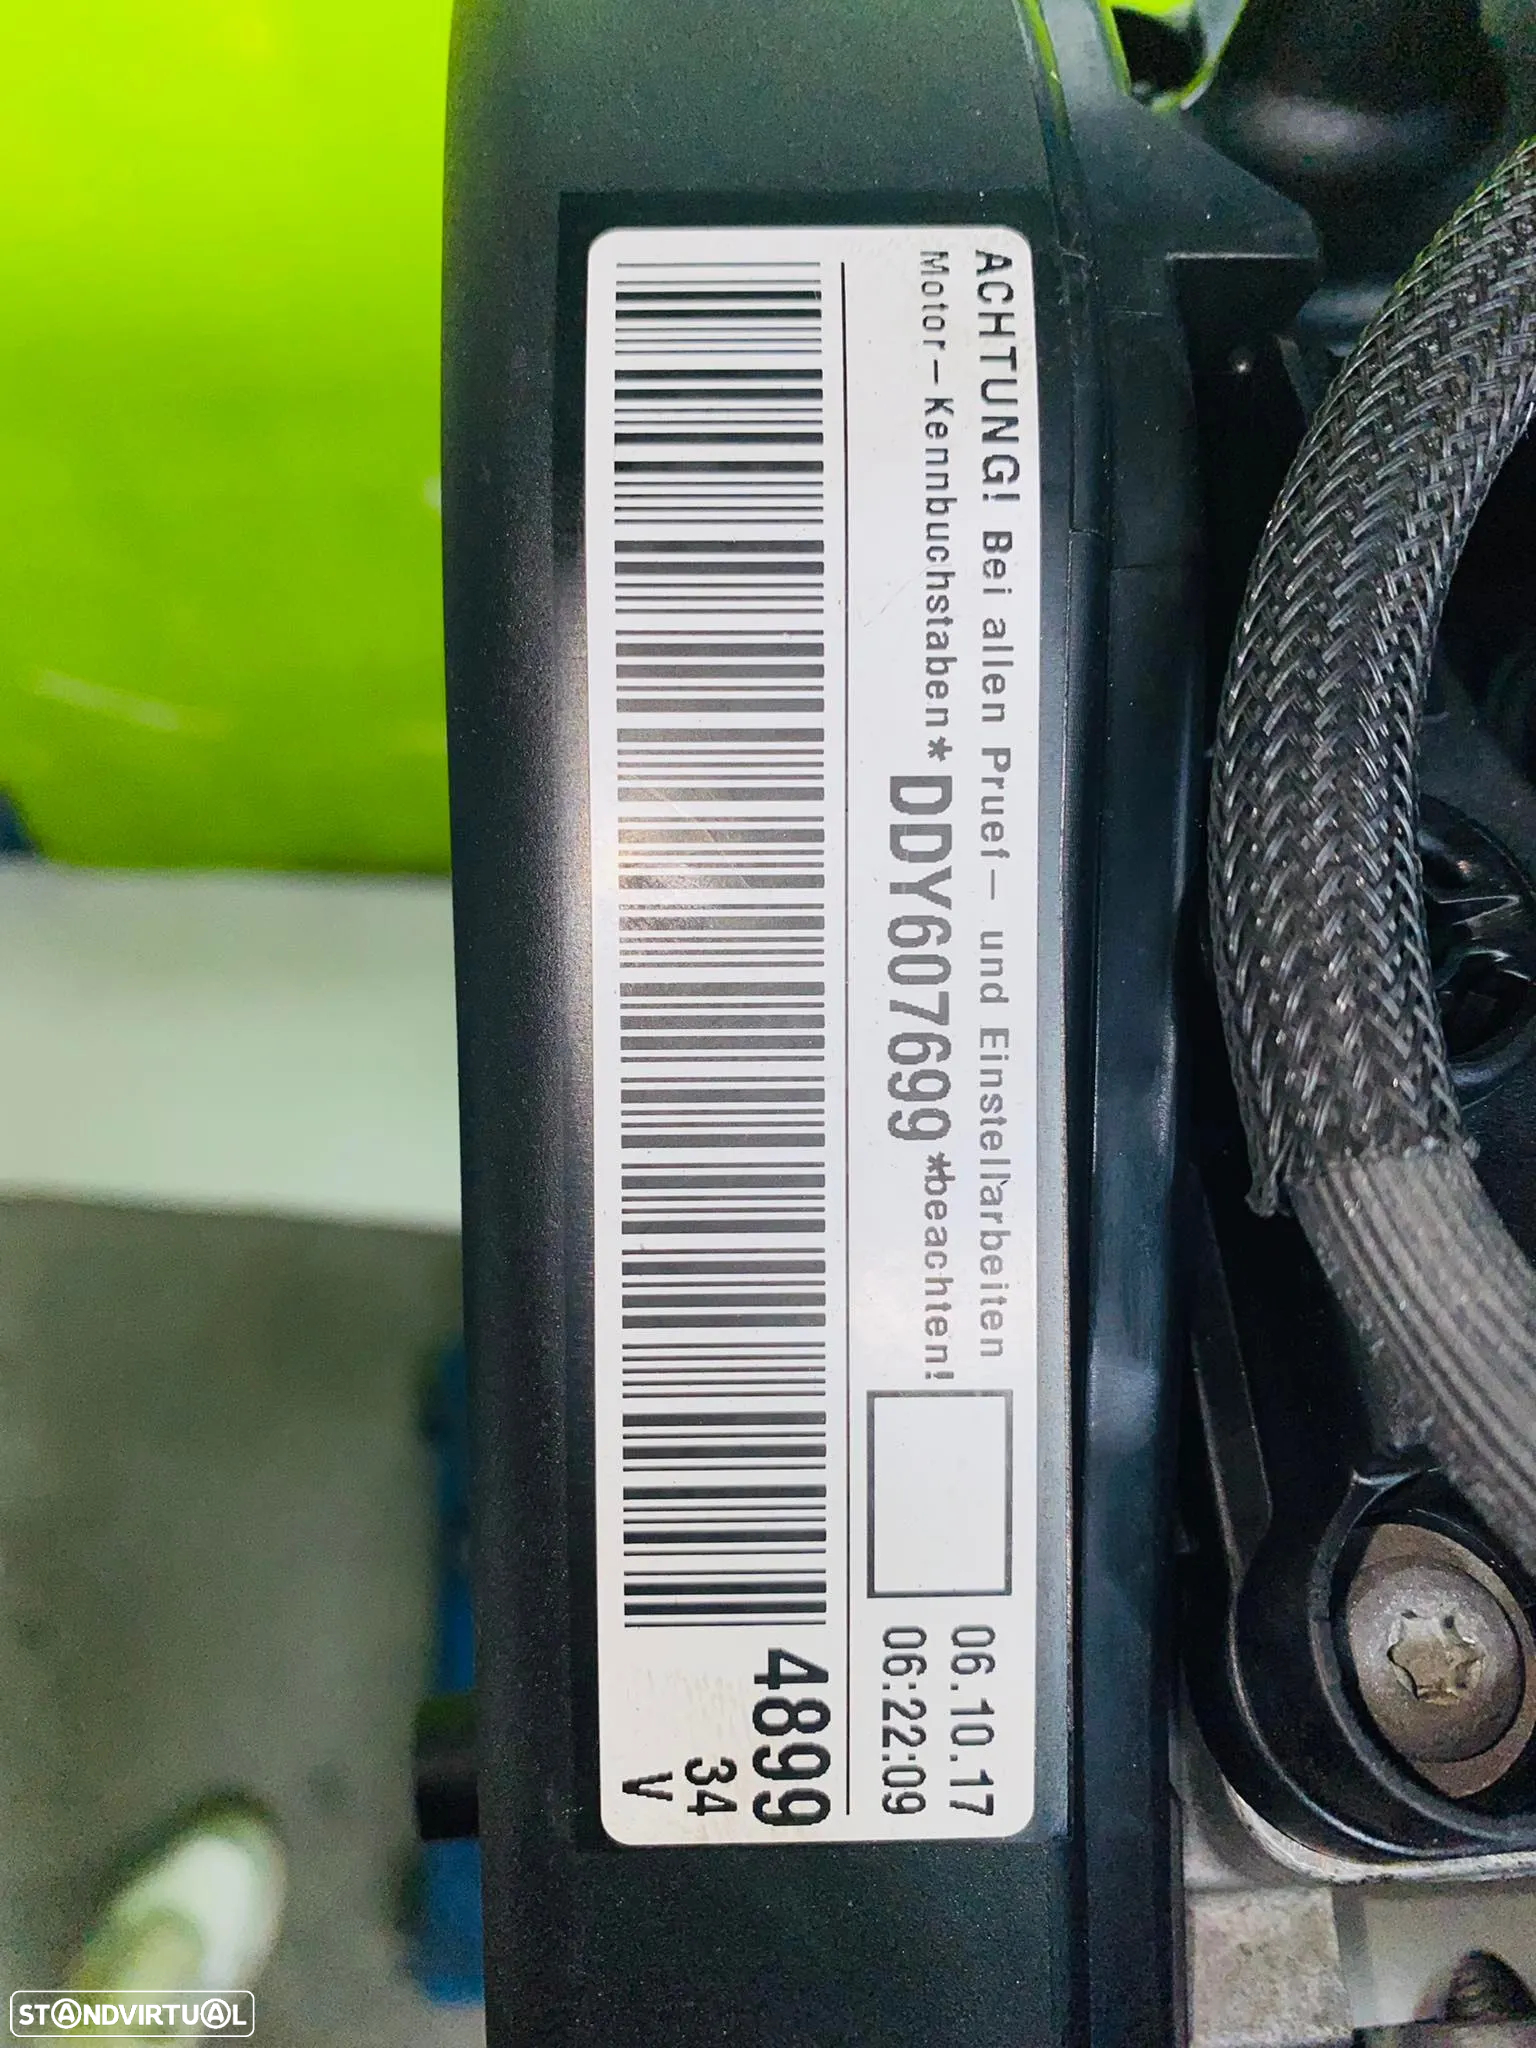 ACHTUNG! Bei allen Pruef- und Einstellarbeiten
Motor-Kennbuchstaben*DDY607699*beachten!
06.10.17
06:22:09
4899
34
V
STANDVIRTUAL